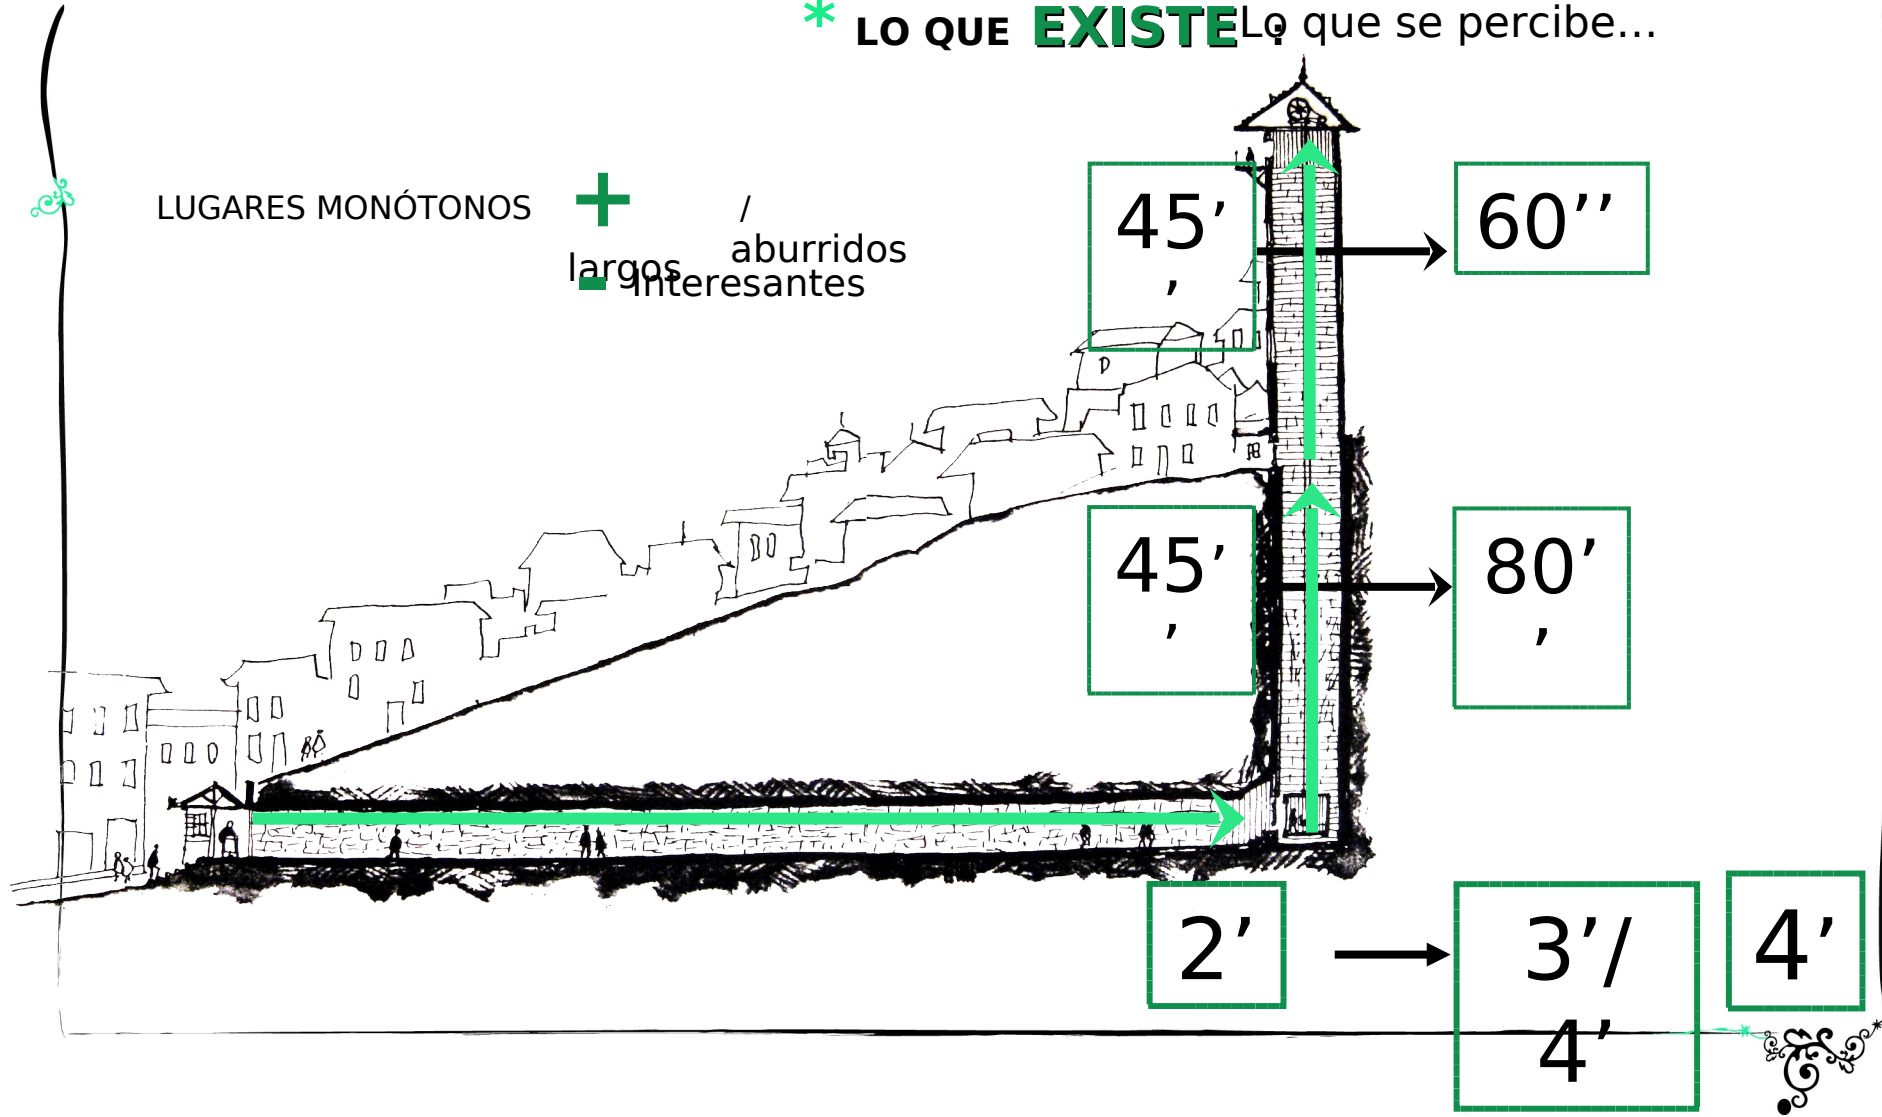 * LO QUE EXISTE :
Lo que se percibe...
LUGARES MONÓTONOS
+
largos
/
aburridos
- interesantes
45’
’
60’’
45’
’
80’
’
2’
3’/
4’
4’